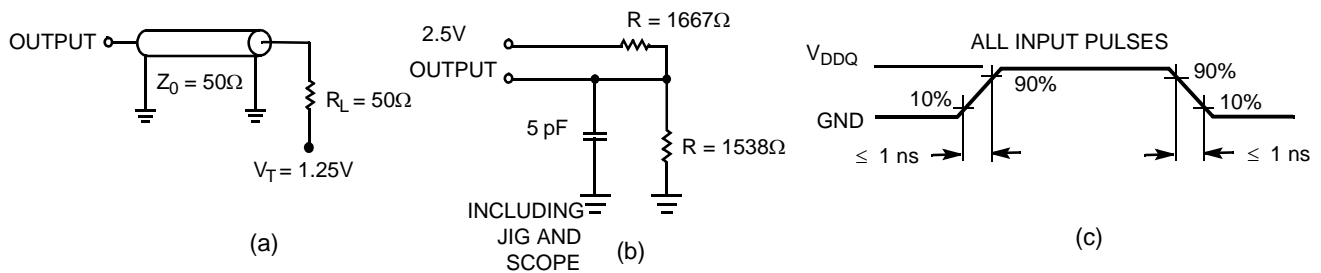 OUTPUT
Z0 = 50Ω
RL = 50Ω
VT = 1.25V
(a)
R = 1667Ω
2.5V
OUTPUT
5 pF
R = 1538Ω
INCLUDING
JIG AND
SCOPE
(b)
ALL INPUT PULSES
VDDQ
90%
90%
10%
10%
GND
≤ 1 ns
≤ 1 ns
(c)